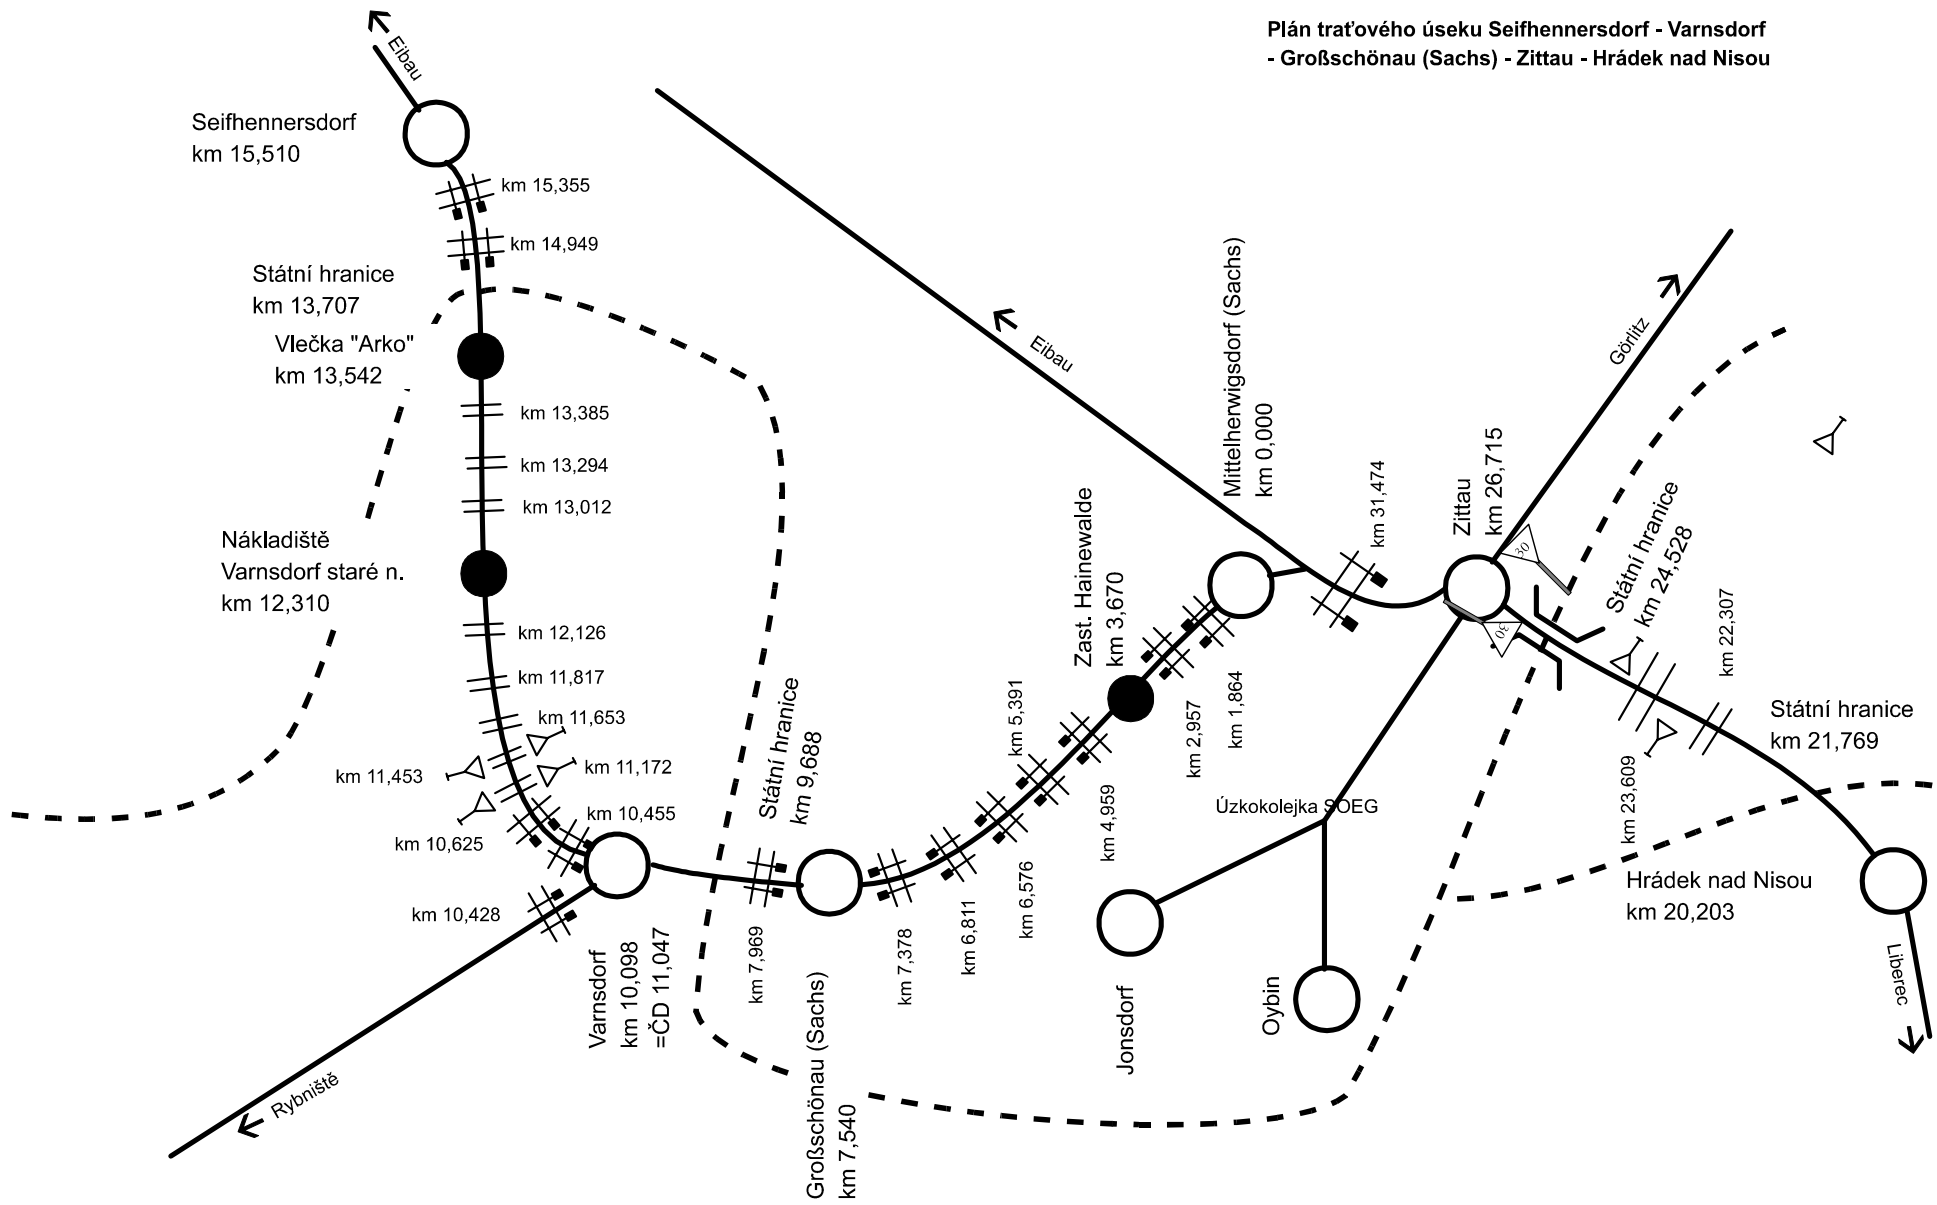 Plán traťového úseku Seifhennersdorf - Varnsdorf
- Großschönau (Sachs) - Zittau - Hrádek nad Nisou
Eibau
Seifhennersdorf
km 15,510
km 15,355
km 14,949
Státní hranice
km 13,707
Vlečka "Arko"
km 13,542
km 13,385
km 13,294
km 13,012
Nákladiště
Varnsdorf staré n.
km 12,310
km 12,126
km 11,817
km 11,653
km 11,453
km 11,172
km 10,625
km 10,455
km 10,428
Rybniště
Varnsdorf
km 10,098
=ČD 11,047
Státní hranice
km 9,688
km 7,969
Großschönau (Sachs)
km 7,540
km 7,378
km 6,811
km 6,576
km 5,391
km 4,959
Zast. Hainewalde
km 3,670
km 2,957
km 1,864
Mittelherwigsdorf (Sachs)
km 0,000
Eibau
km 31,474
Zittau
km 26,715
Görlitz
30
30
Státní hranice
km 24,528
km 23,609
km 22,307
Státní hranice
km 21,769
Hrádek nad Nisou
km 20,203
Liberec
Úzkokolejka SOEG
Jonsdorf
Oybin